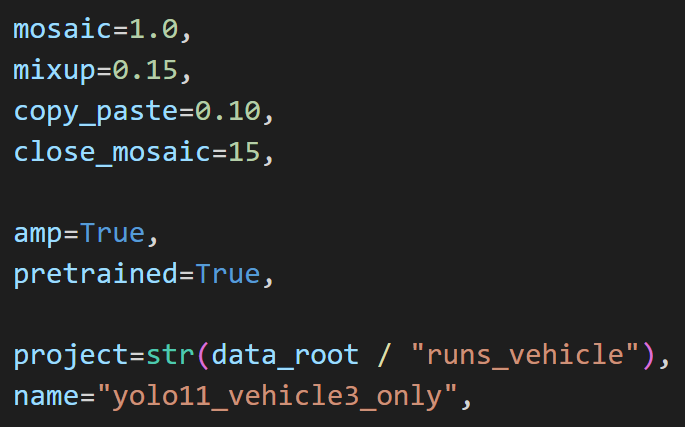 mosaic=1.0,
mixup=0.15,
copy_paste=0.10,
close_mosaic=15,
amp=True,
pretrained=True,
project=str(data_root / "runs_vehicle"),
name="yolo11_vehicle3_only",